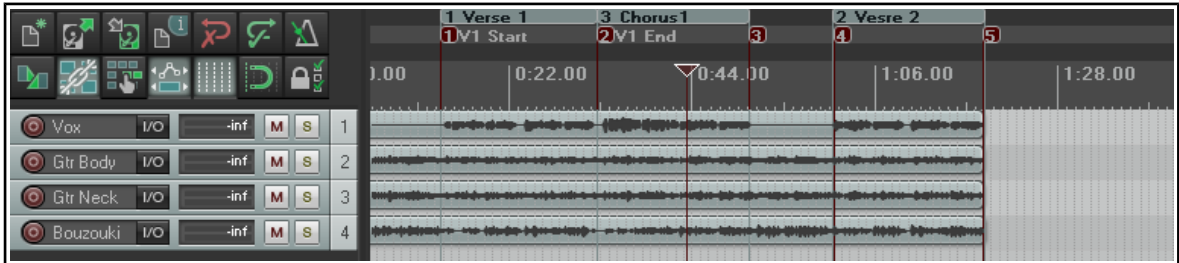 1 Verse 1 3 Chorus1 2 Vesre 2
1 V1 Start 2 V1 End 3 4 5
0.00 0:22.00 0:44.00 1:06.00 1:28.00
Vox I/O -inf M S 1
Gtr Body I/O -inf M S 2
Gtr Neck I/O -inf M S 3
Bouzouki I/O -inf M S 4